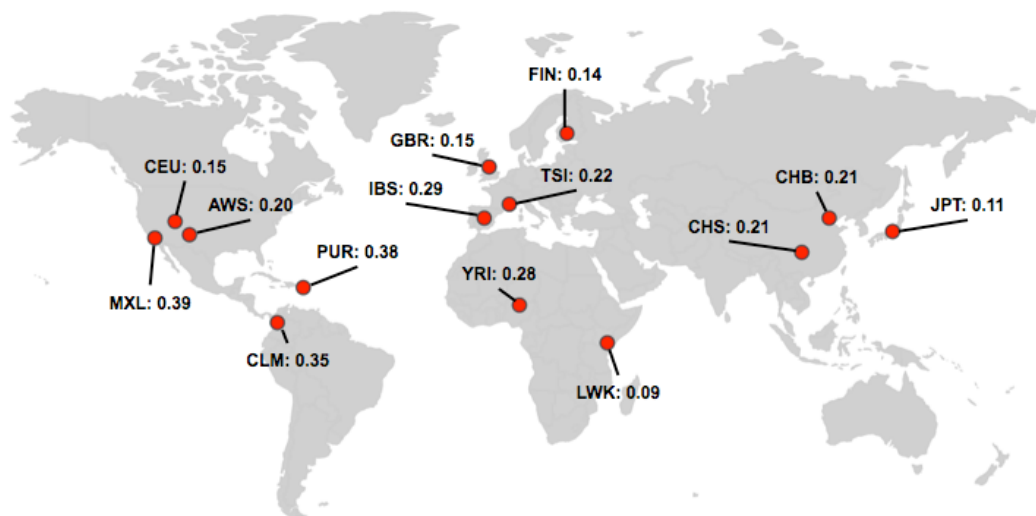 FIN: 0.14
GBR: 0.15
CEU: 0.15
TSI: 0.22
CHB: 0.21
IBS: 0.29
AWS: 0.20
JPT: 0.11
CHS: 0.21
PUR: 0.38
YRI: 0.28
MXL: 0.39
CLM: 0.35
LWK: 0.09